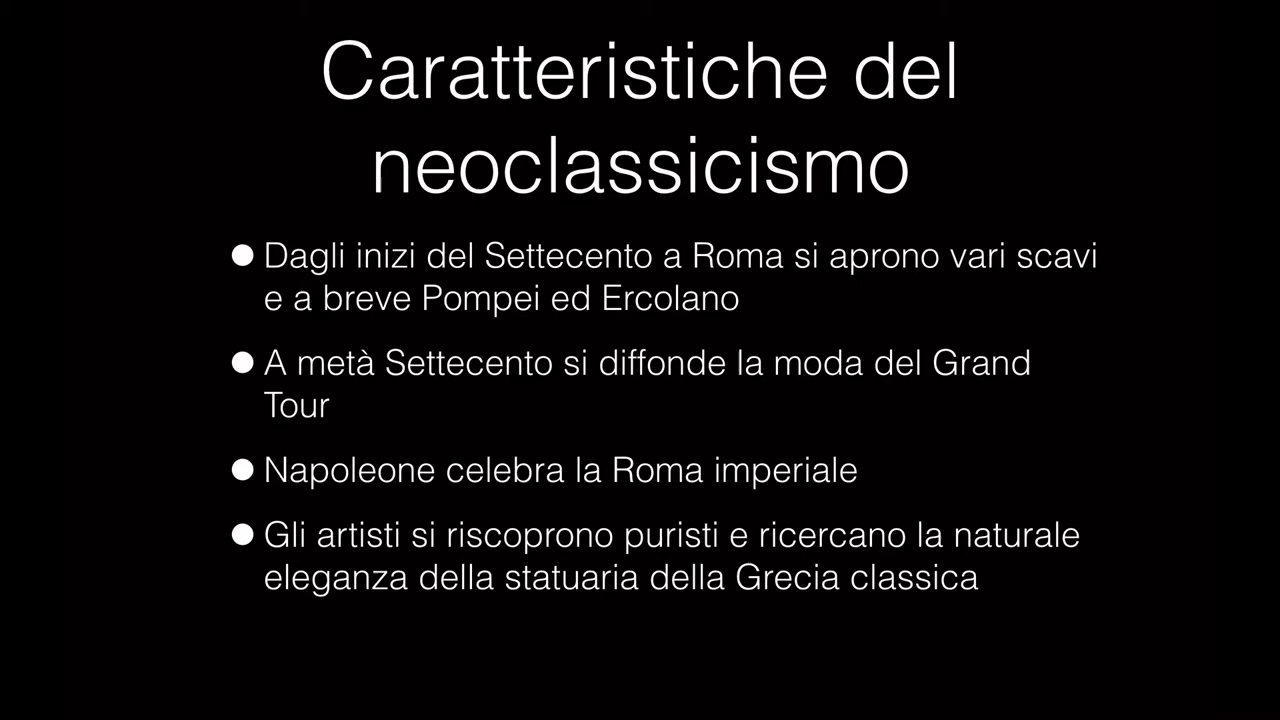 Caratteristiche del
neoclassicismo
● Dagli inizi del Settecento a Roma si aprono vari scavi
e a breve Pompei ed Ercolano
● A metà Settecento si diffonde la moda del Grand
Tour
● Napoleone celebra la Roma imperiale
● Gli artisti si riscoprono puristi e ricercano la naturale
eleganza della statuaria della Grecia classica